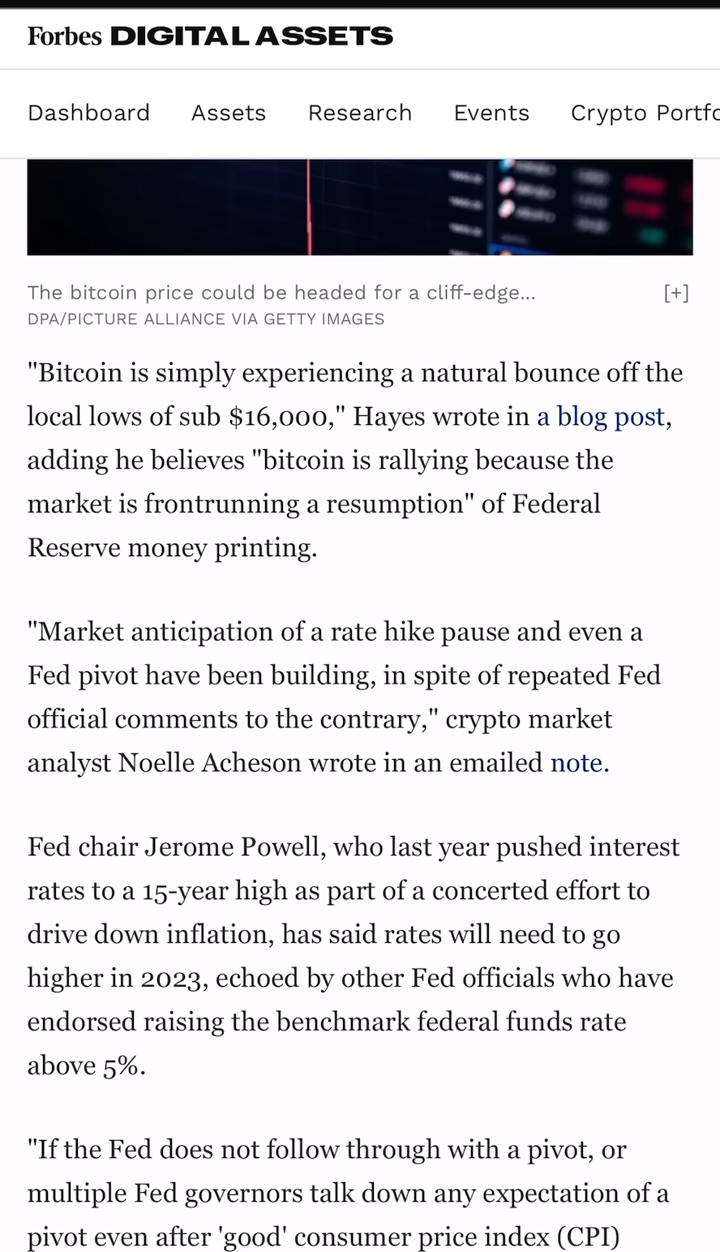 Forbes DIGITAL ASSETS
Dashboard Assets Research Events Crypto Portfo
The bitcoin price could be headed for a cliff-edge... [+]
DPA/PICTURE ALLIANCE VIA GETTY IMAGES
"Bitcoin is simply experiencing a natural bounce off the
local lows of sub $16,000," Hayes wrote in a blog post,
adding he believes "bitcoin is rallying because the
market is frontrunning a resumption" of Federal
Reserve money printing.
"Market anticipation of a rate hike pause and even a
Fed pivot have been building, in spite of repeated Fed
official comments to the contrary," crypto market
analyst Noelle Acheson wrote in an emailed note.
Fed chair Jerome Powell, who last year pushed interest
rates to a 15-year high as part of a concerted effort to
drive down inflation, has said rates will need to go
higher in 2023, echoed by other Fed officials who have
endorsed raising the benchmark federal funds rate
above 5%.
"If the Fed does not follow through with a pivot, or
multiple Fed governors talk down any expectation of a
pivot even after 'good' consumer price index (CPI)